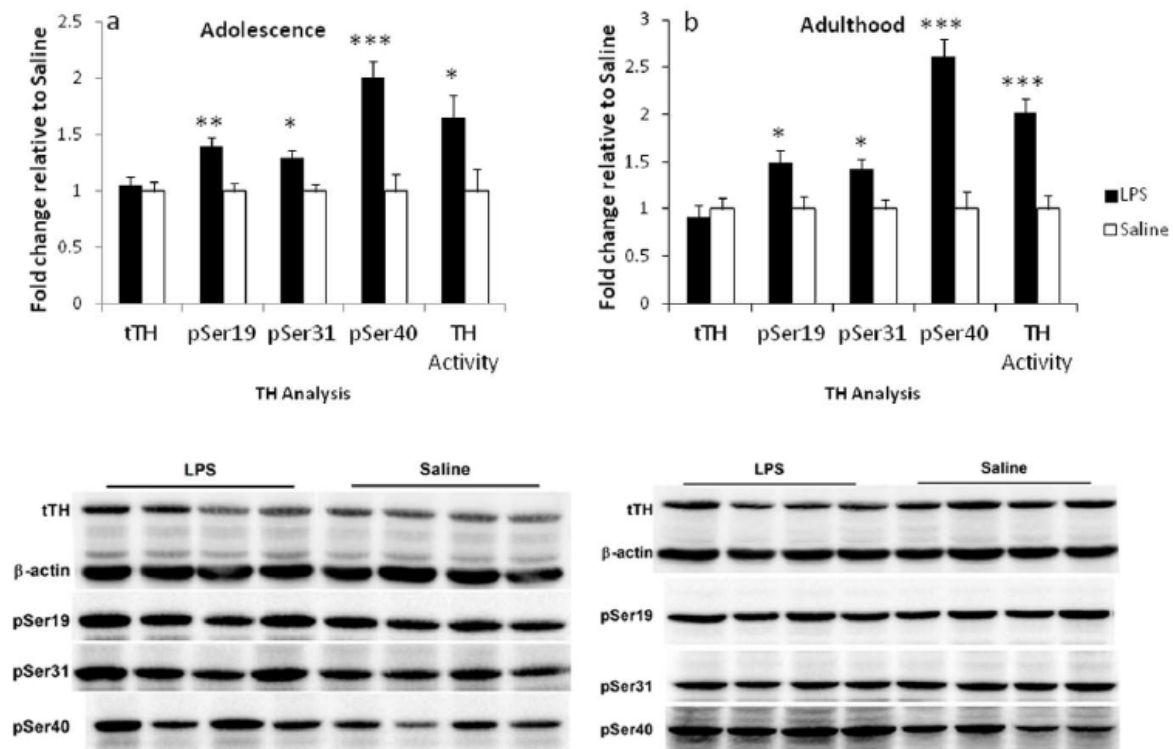 a
Adolescence
Fold change relative to Saline
2.5
2
1.5
1
0.5
0
**
*
***
*
tTH
pSer19
pSer31
pSer40
TH
Activity
TH Analysis
b
Adulthood
Fold change relative to Saline
3
2.5
2
1.5
1
0.5
0
*
*
***
***
tTH
pSer19
pSer31
pSer40
TH
Activity
TH Analysis
LPS
Saline
LPS
Saline
tTH
β-actin
pSer19
pSer31
pSer40
LPS
Saline
tTH
β-actin
pSer19
pSer31
pSer40